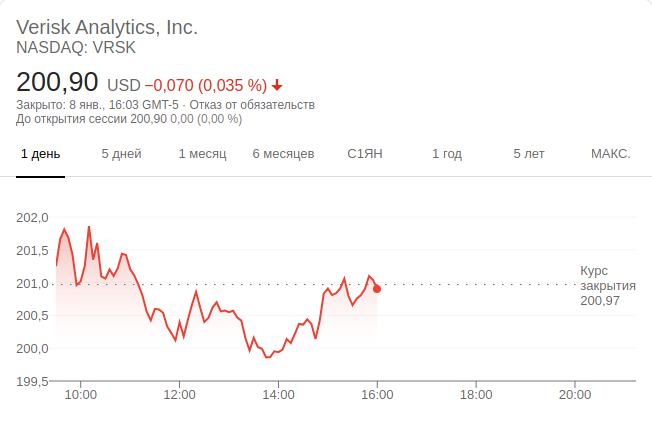 Verisk Analytics, Inc.
NASDAQ: VRSK
200,90 USD −0,070 (0,035 %)
Закрыто: 8 янв., 16:03 GMT-5 · Отказ от обязательств
До открытия сессии 200,90 0,00 (0,00 %)
1 день 5 дней 1 месяц 6 месяцев С1ЯН 1 год 5 лет МАКС.
202,0
201,5
201,0
200,5
200,0
199,5
Курс
закрытия
200,97
10:00 12:00 14:00 16:00 18:00 20:00